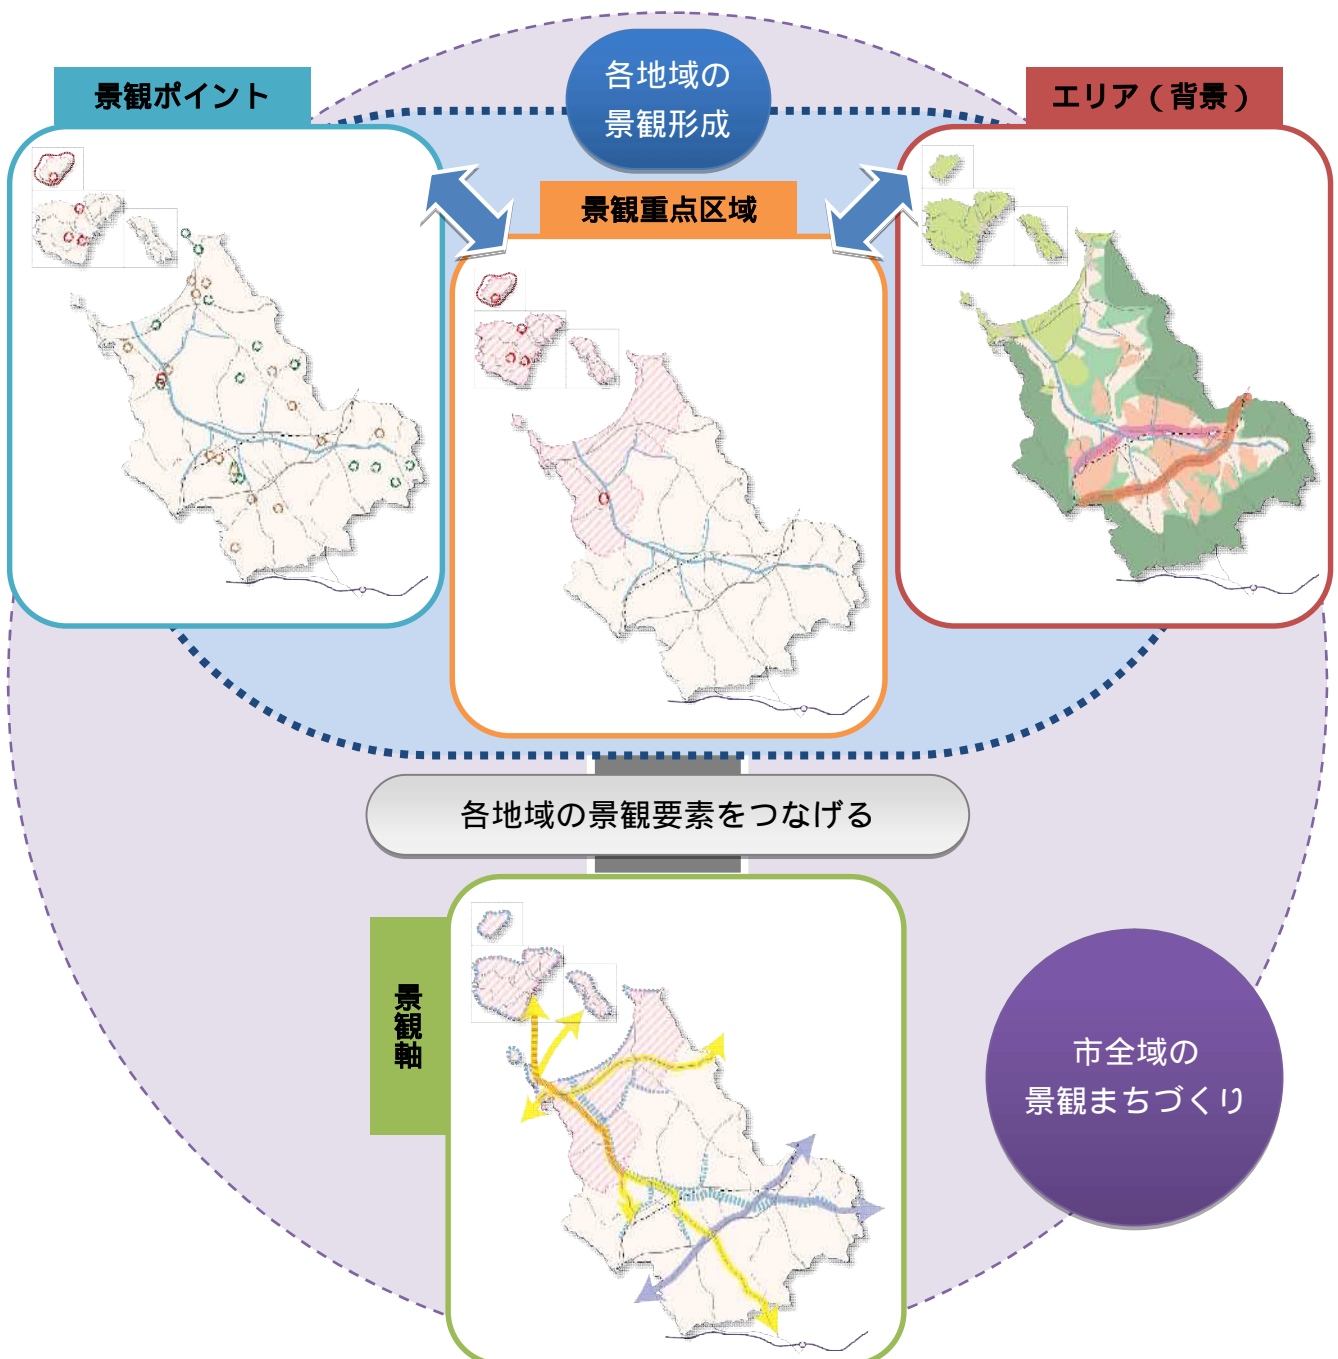 各地域の
景観形成
景観ポイント
エリア(背景)
景観重点区域
各地域の景観要素をつなげる
景観軸
市全域の
景観まちづくり